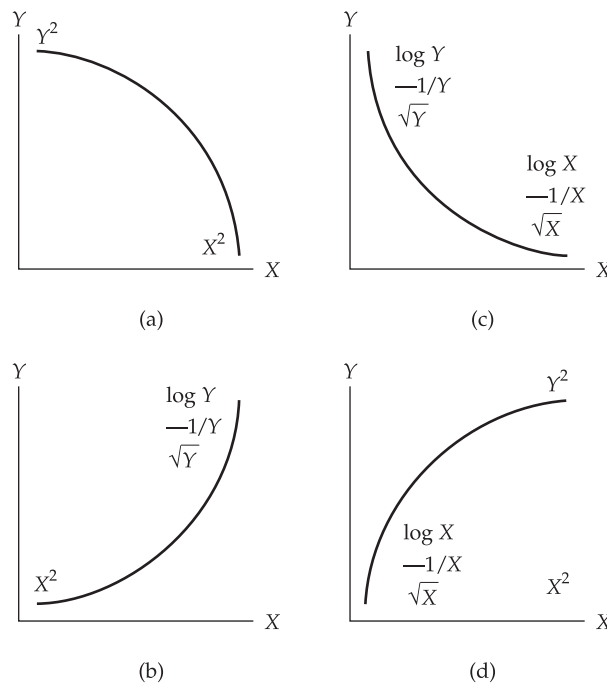 Y
Y²
X²
X
(a)
Y
log Y
—1/Y
√Y
log X
—1/X
√X
X
(c)
Y
log Y
—1/Y
√Y
X²
X
(b)
Y
Y²
log X
—1/X
√X
X²
X
(d)